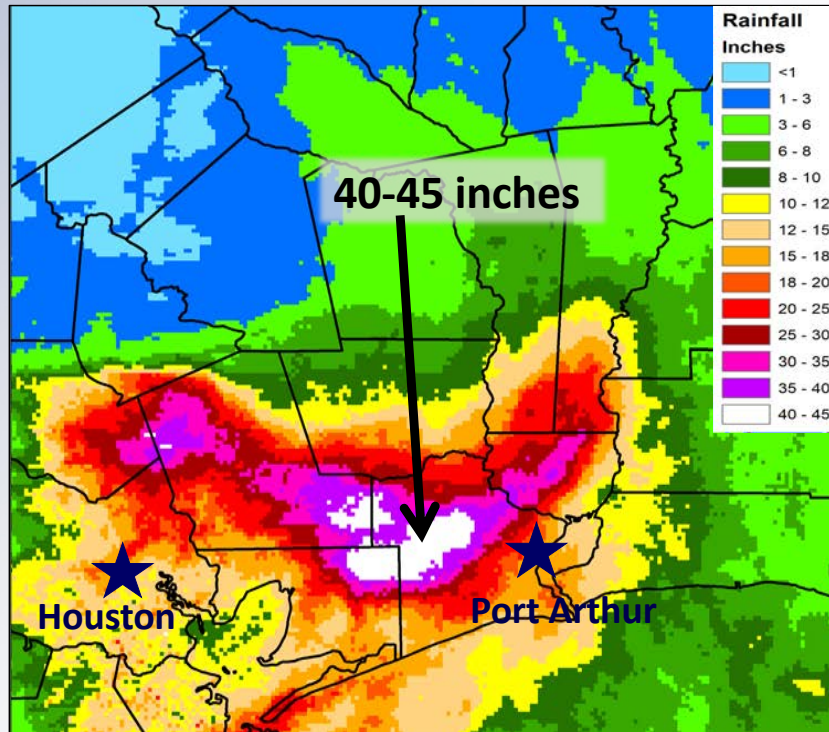 Rainfall
Inches
<1
1 - 3
3 - 6
6 - 8
8 - 10
10 - 12
12 - 15
15 - 18
18 - 20
20 - 25
25 - 30
30 - 35
35 - 40
40 - 45
40-45 inches
Houston
Port Arthur